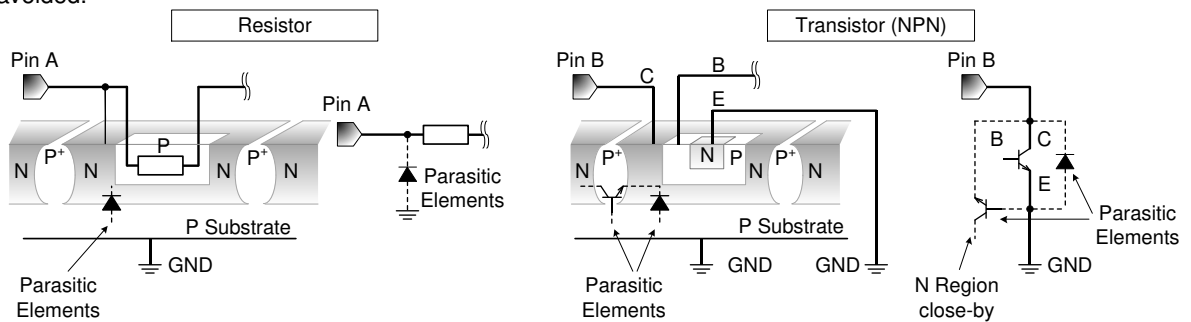 avoided.
Resistor
Transistor (NPN)
Pin A
Pin A
Pin B
C
B
E
Pin B
N
P+
N
P
P+
N
N
P+
N
N
P
P+
N
B
C
E
Parasitic
Elements
P Substrate
GND
Parasitic
Elements
P Substrate
GND
GND
Parasitic
Elements
Parasitic
Elements
GND
N Region
close-by